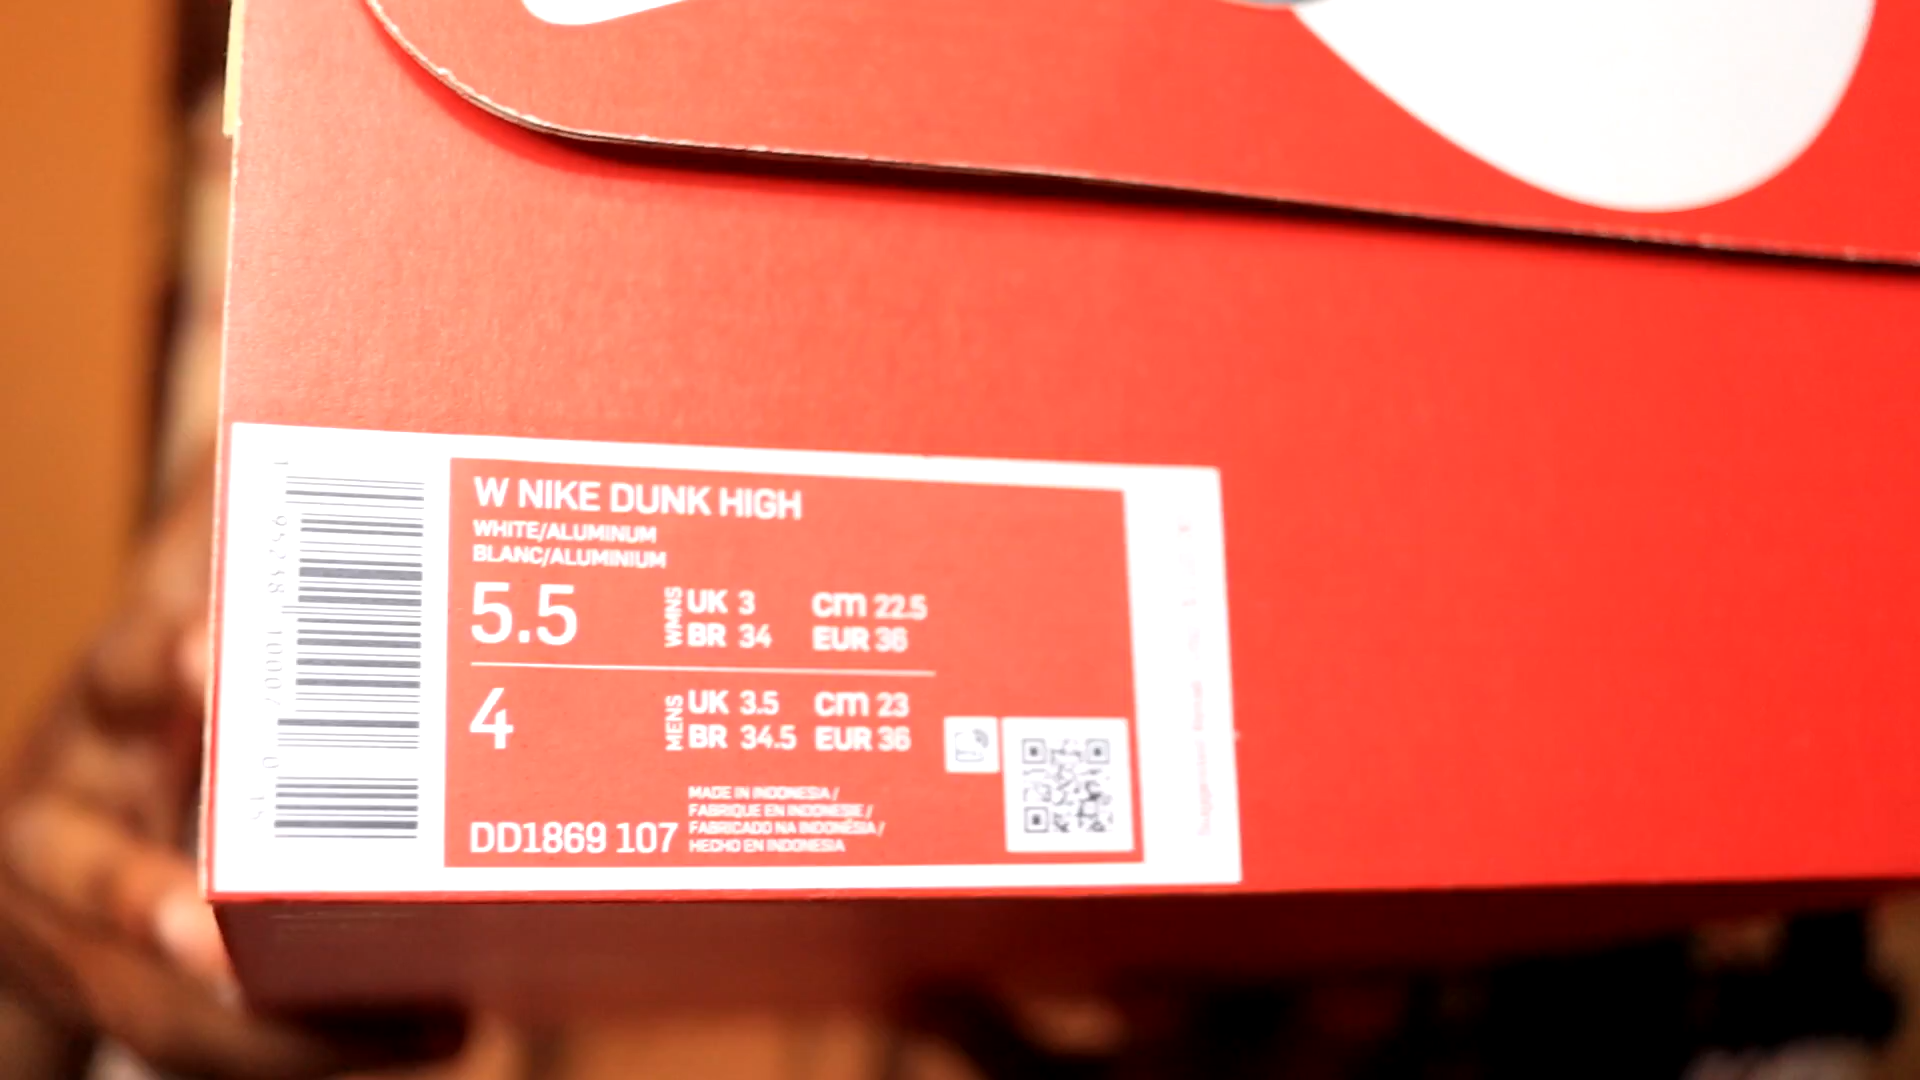 W NIKE DUNK HIGH
WHITE/ALUMINUM
BLANC/ALUMINIUM
5.5 WMNS UK 3 cm 22.5
BR 34 EUR 36
4 MENS UK 3.5 cm 23
BR 34.5 EUR 36
MADE IN INDONESIA /
FABRIQUE EN INDONESIE /
FABRICADO NA INDONÉSIA /
HECHO EN INDONESIA
DD1869 107